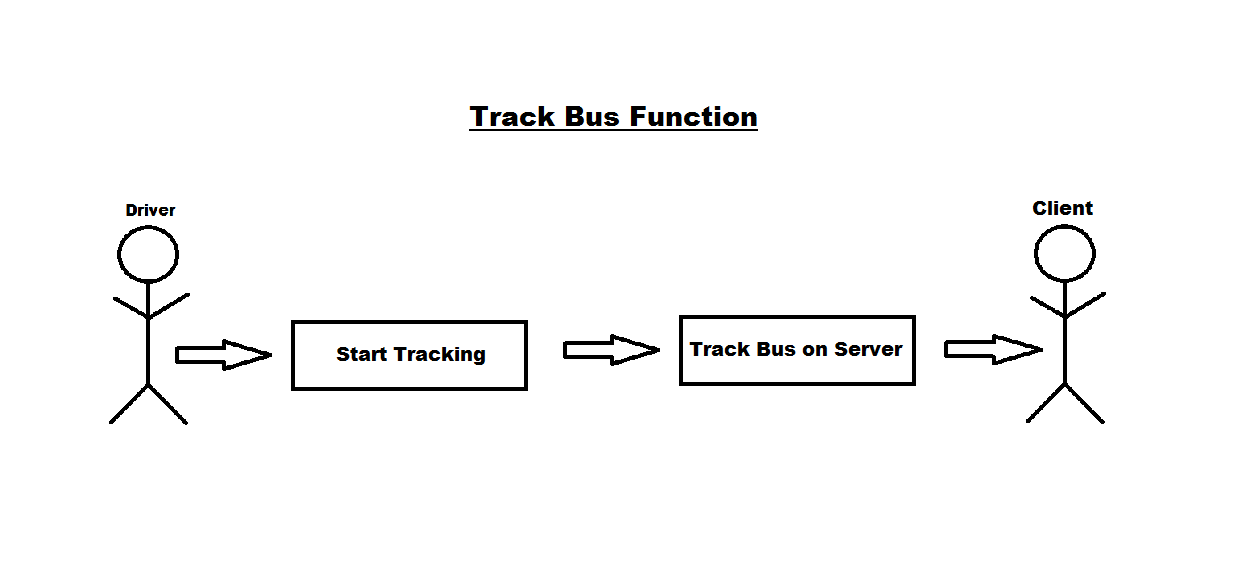 Track Bus Function
Driver
Client
Start Tracking
Track Bus on Server